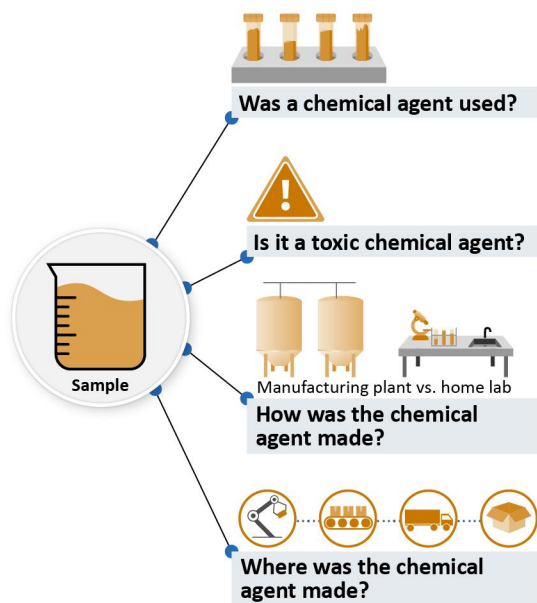 Was a chemical agent used?
Is it a toxic chemical agent?
Sample
Manufacturing plant vs. home lab
How was the chemical
agent made?
Where was the chemical
agent made?